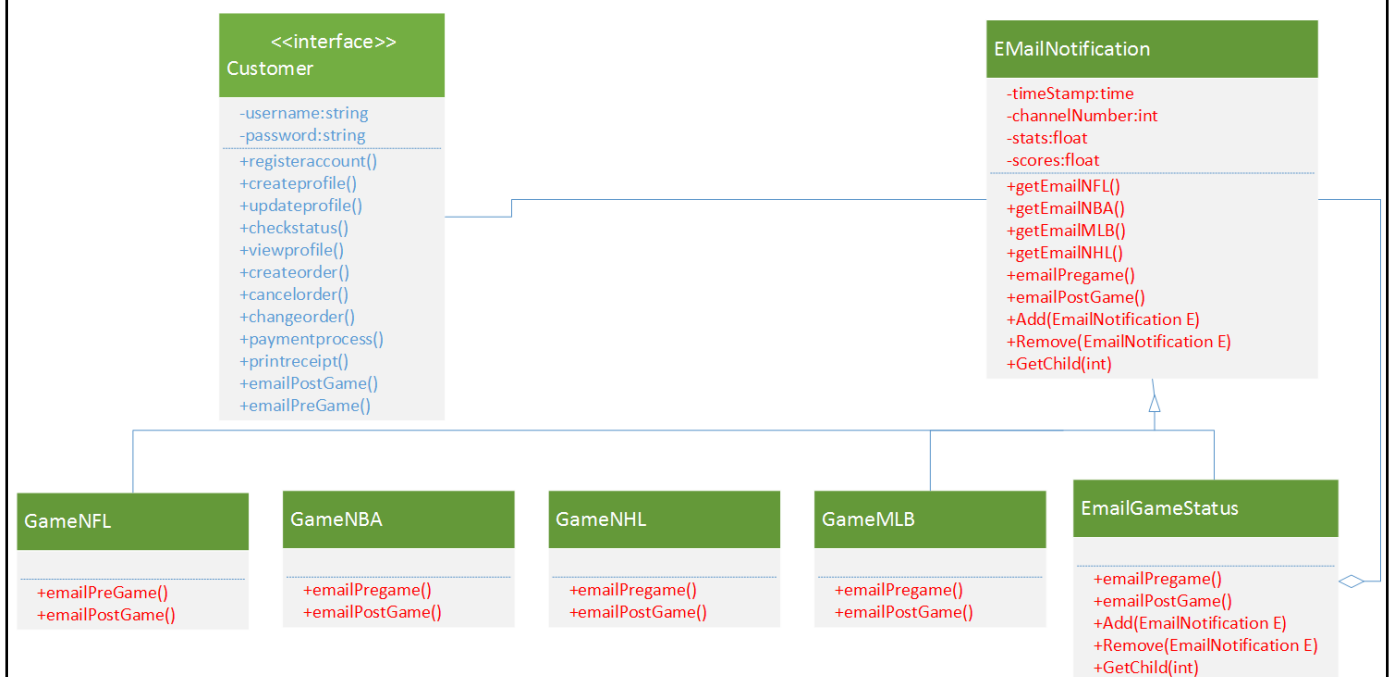 <<interface>>
Customer
-username:string
-password:string
+registeraccount()
+createprofile()
+updateprofile()
+checkstatus()
+viewprofile()
+createorder()
+cancelorder()
+changeorder()
+paymentprocess()
+printreceipt()
+emailPostGame()
+emailPreGame()
EMailNotification
-timeStamp:time
-channelNumber:int
-stats:float
-scores:float
+getEmailNFL()
+getEmailNBA()
+getEmailMLB()
+getEmailNHL()
+emailPregame()
+emailPostGame()
+Add(EmailNotification E)
+Remove(EmailNotification E)
+GetChild(int)
GameNFL
+emailPreGame()
+emailPostGame()
GameNBA
+emailPregame()
+emailPostGame()
GameNHL
+emailPregame()
+emailPostGame()
GameMLB
+emailPregame()
+emailPostGame()
EmailGameStatus
+emailPregame()
+emailPostGame()
+Add(EmailNotification E)
+Remove(EmailNotification E)
+GetChild(int)